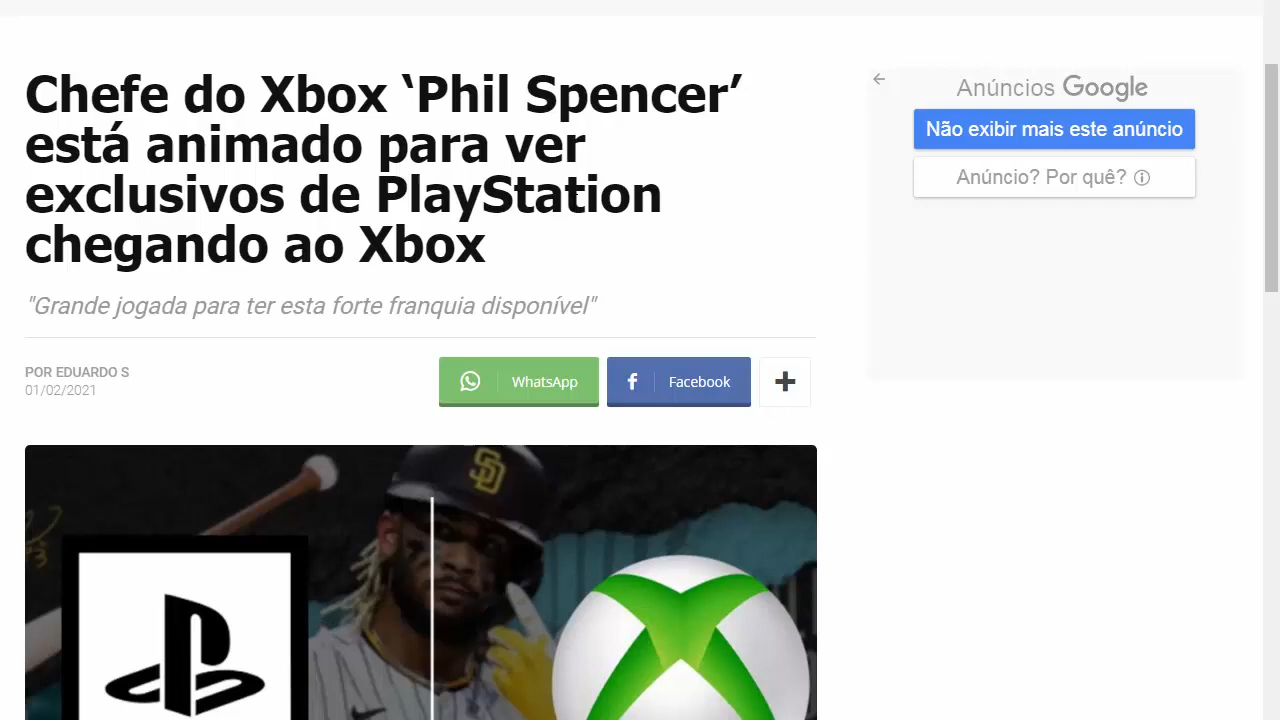 Chefe do Xbox ‘Phil Spencer’
está animado para ver
exclusivos de PlayStation
chegando ao Xbox
"Grande jogada para ter esta forte franquia disponível"
POR EDUARDO S
01/02/2021
WhatsApp
Facebook
Anúncios Google
Não exibir mais este anúncio
Anúncio? Por quê?
SD